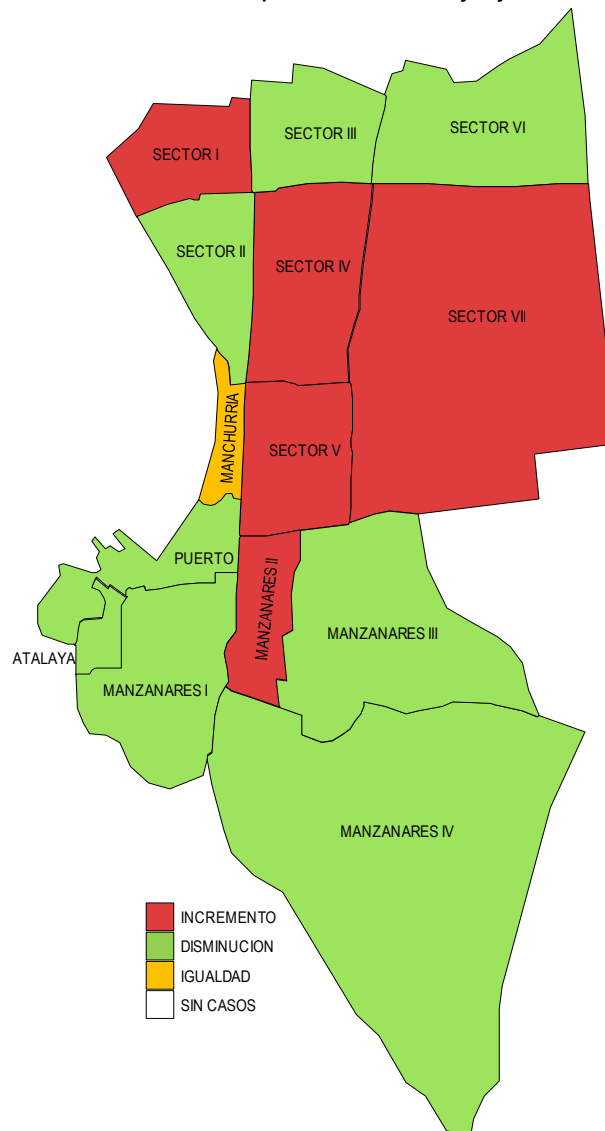 SECTOR VI
SECTOR III
SECTOR I
SECTOR II
SECTOR IV
SECTOR VII
MANCHURRIA
SECTOR V
PUERTO
MANZANARES II
MANZANARES III
ATALAYA
MANZANARES I
MANZANARES IV
INCREMENTO
DISMINUCION
IGUALDAD
SIN CASOS